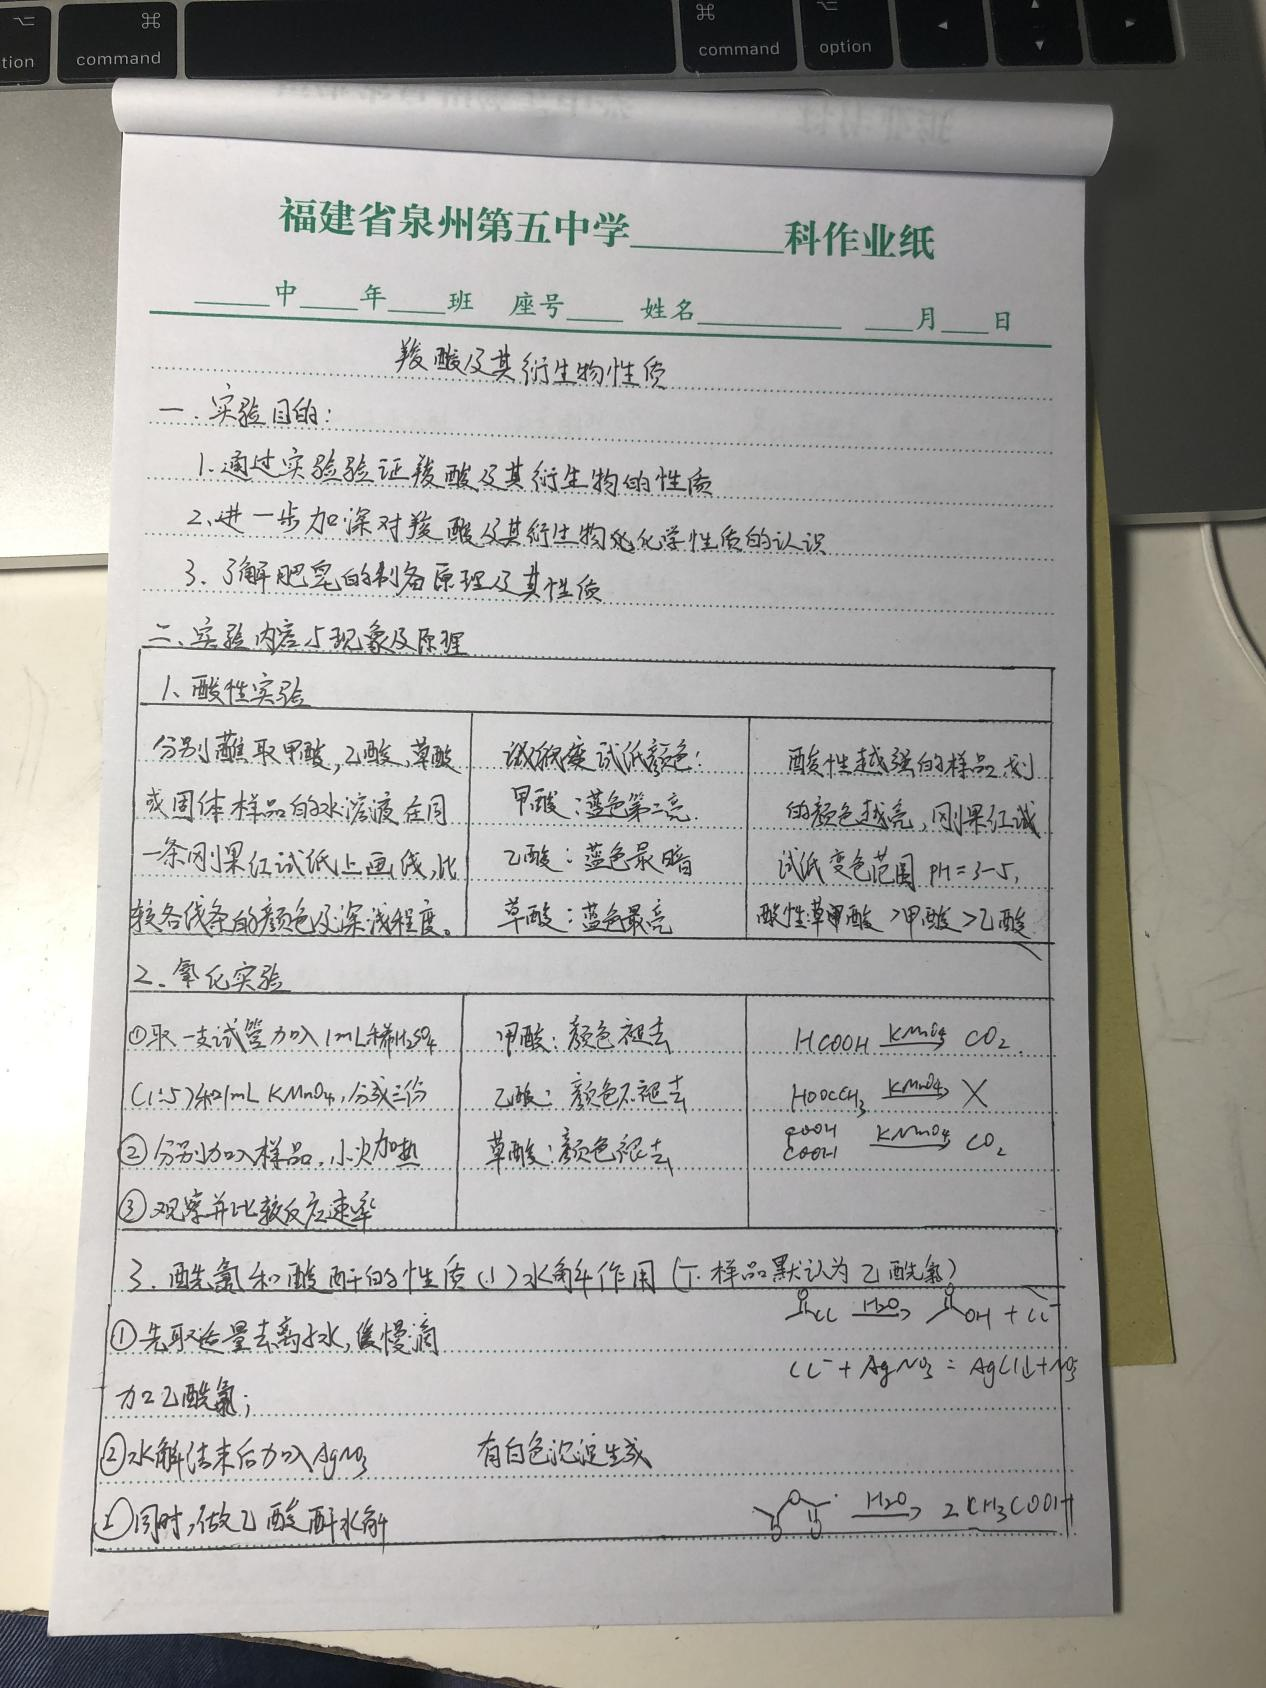 option
command
command
option
福建省泉州第五中学________科作业纸
____中____年____班 座号____ 姓名________ ____月____日
羧酸及其衍生物性质
一、实验目的:
1、通过实验验证羧酸及其衍生物的性质
2、进一步加深对羧酸及其衍生物化学性质的认识
3、了解肥皂的制备原理及其性质
二、实验内容与现象及原理
1、酸性实验
分别蘸取甲酸,乙酸,草酸
或固体样品的水溶液在同
一条刚果红试纸上画线,比
较各线条的颜色及深浅程度。
试纸颜色:
甲酸:蓝色第二亮
乙酸:蓝色最暗
草酸:蓝色最亮
酸性越强的样品,划
的颜色越亮,刚果红试
试纸变色范围 pH=3-5,
酸性:草酸>甲酸>乙酸
2、氧化实验
①取一支试管加入1mL稀H2SO4
(1:5)和1mL KMnO4,分成三份
②分别加入样品,小火加热
③观察并比较反应速率
甲酸:颜色褪去
乙酸:颜色不褪去
草酸:颜色褪去
HCOOH KMnO4→ CO2
HOOCCH3 KMnO4→ X
COOH
COOH KMnO4→ CO2
3、酰氯和酸酐的性质(1)水解作用(下.样品默认为乙酰氯)
①先取适量去离子水,缓慢滴
加乙酰氯;
②水解结束后加入AgNO3
①同时,做乙酸酐水解
有白色沉淀生成
O Cl H2O→ O OH + Cl-
Cl- + AgNO3 = AgCl↓+NO3-
O O O H2O→ 2CH3COOH